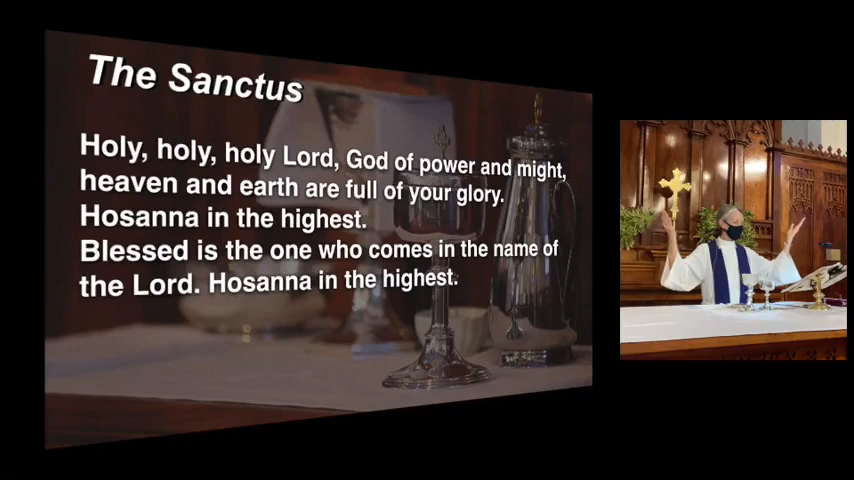 The Sanctus
Holy, holy, holy Lord, God of power and might,
heaven and earth are full of your glory.
Hosanna in the highest.
Blessed is the one who comes in the name of
the Lord. Hosanna in the highest.